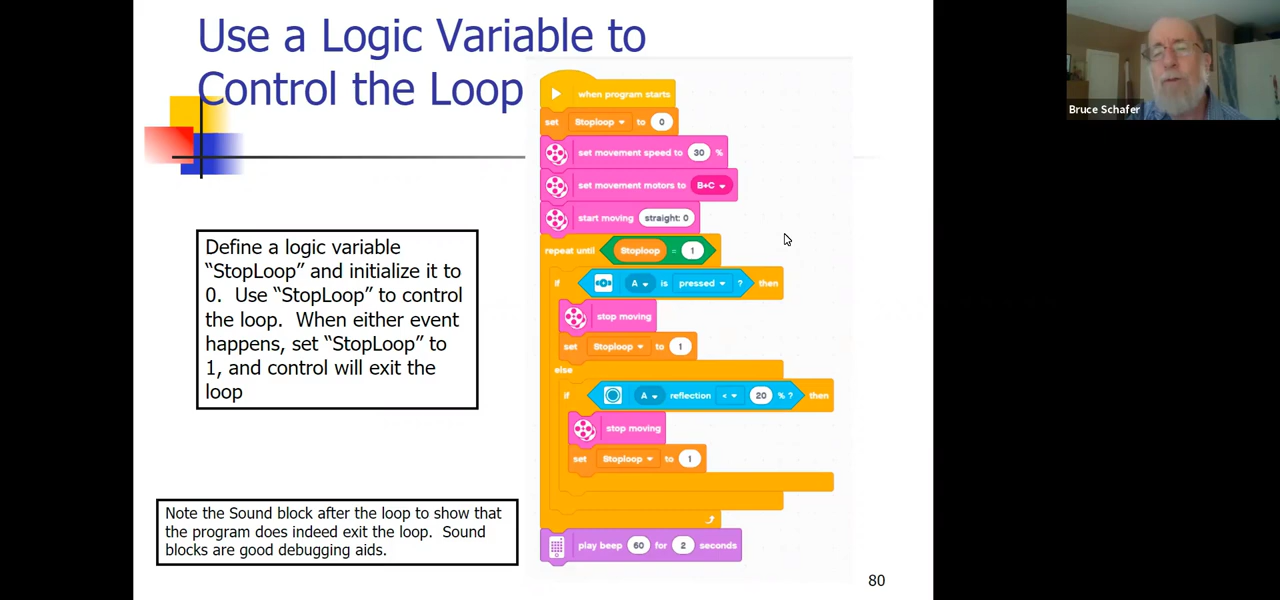 Use a Logic Variable to
Control the Loop
when program starts
set Stoploop to 0
set movement speed to 30 %
set movement motors to B+C
start moving straight: 0
repeat until Stoploop = 1
if A is pressed ? then
stop moving
set Stoploop to 1
else
if A reflection < 20 % ? then
stop moving
set Stoploop to 1
play beep 60 for 2 seconds
Define a logic variable
“StopLoop” and initialize it to
0. Use “StopLoop” to control
the loop. When either event
happens, set “StopLoop” to
1, and control will exit the
loop
Note the Sound block after the loop to show that
the program does indeed exit the loop. Sound
blocks are good debugging aids.
80
Bruce Schafer